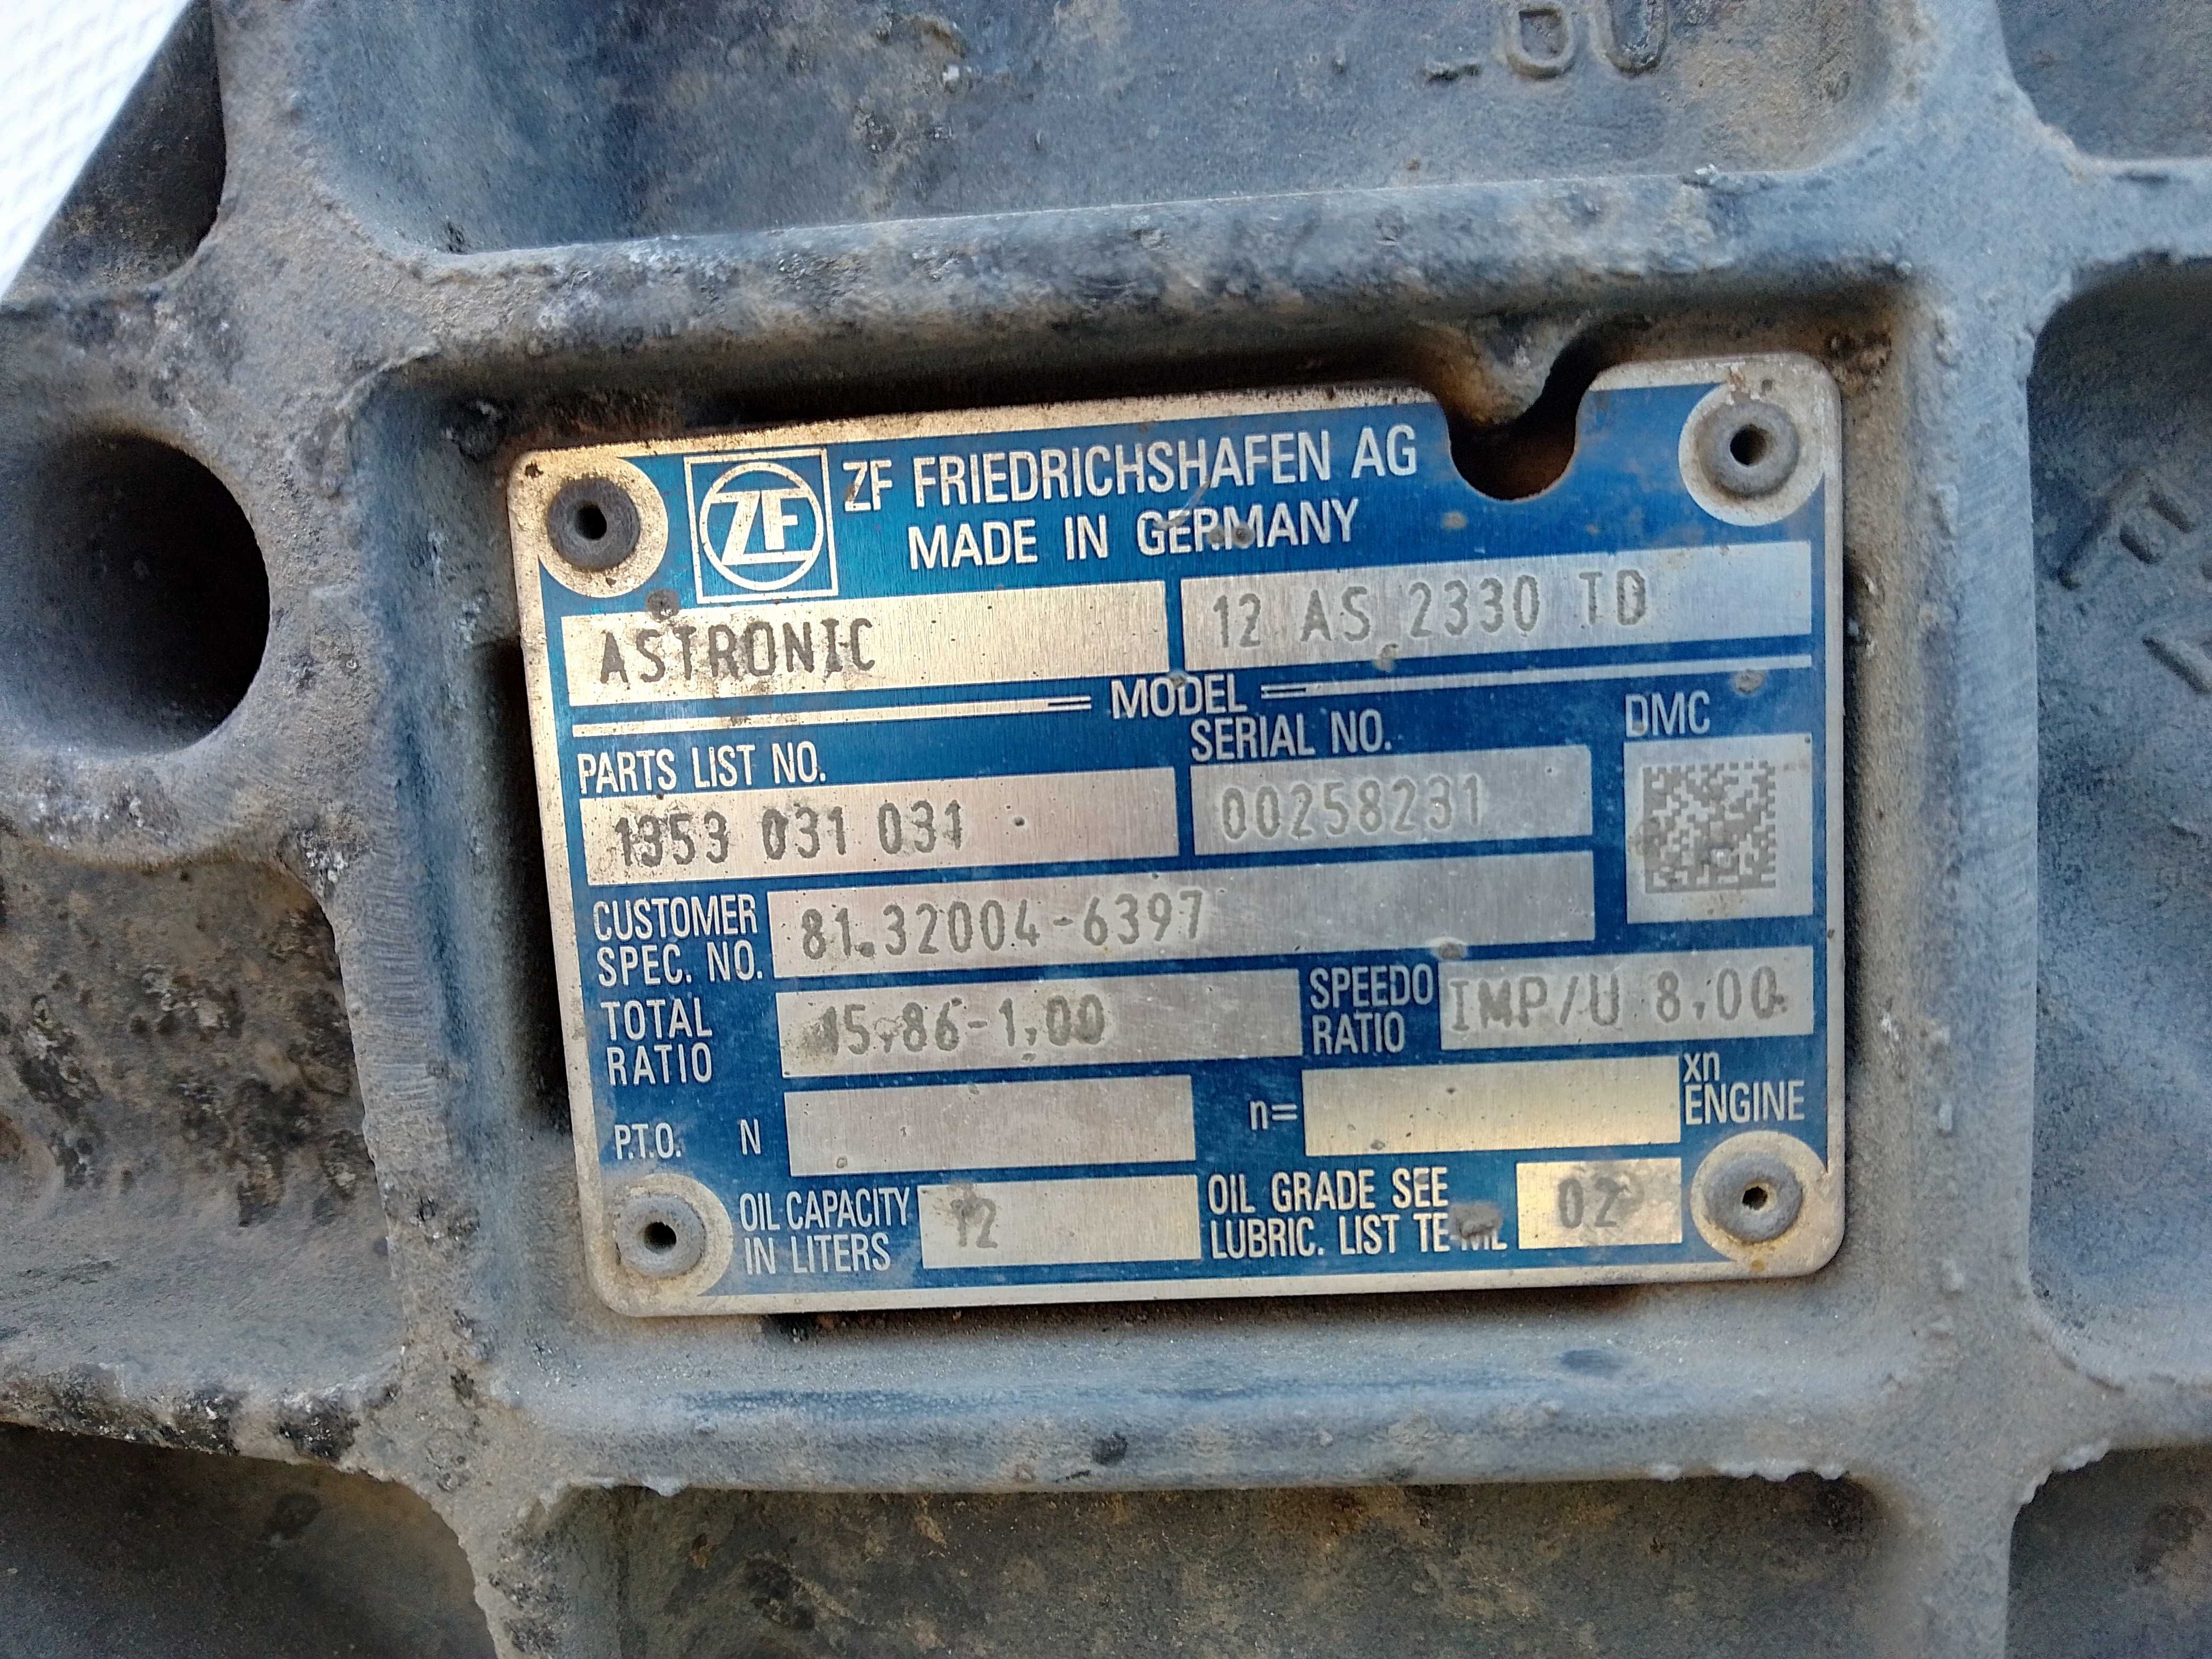 ZF
ZF FRIEDRICHSHAFEN AG
MADE IN GERMANY
ASTRONIC 12 AS 2330 TD
MODEL
PARTS LIST NO. SERIAL NO. DMC
1353 031 031 00258231
CUSTOMER
SPEC. NO. 81.32004-6397
TOTAL
RATIO 15,86-1,00
SPEEDO
RATIO IMP/U 8,00
P.T.O. N n= xn
ENGINE
OIL CAPACITY
IN LITERS 12
OIL GRADE SEE
LUBRIC. LIST TE-ML 02